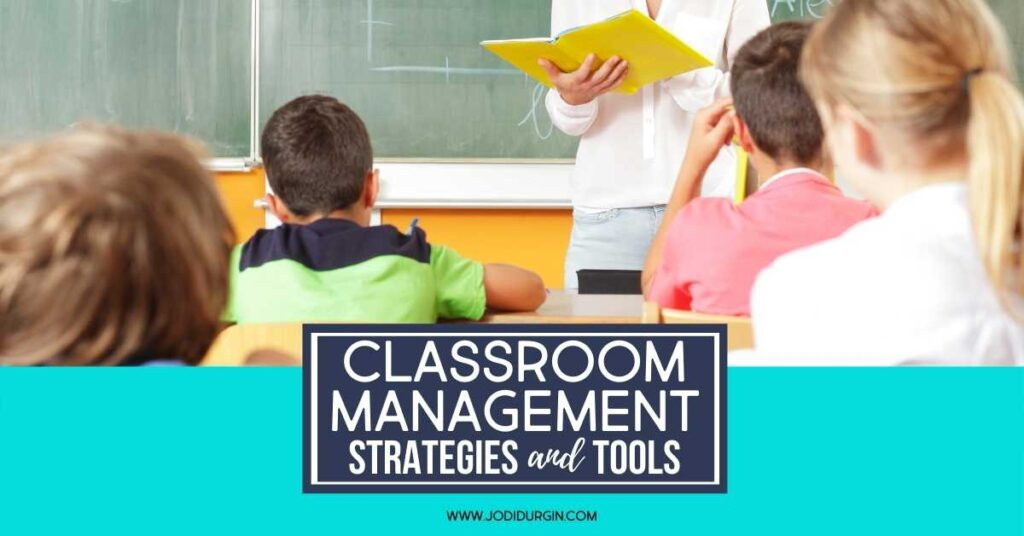 CLASSROOM
MANAGEMENT
STRATEGIES and TOOLS
WWW.JODIDURGIN.COM